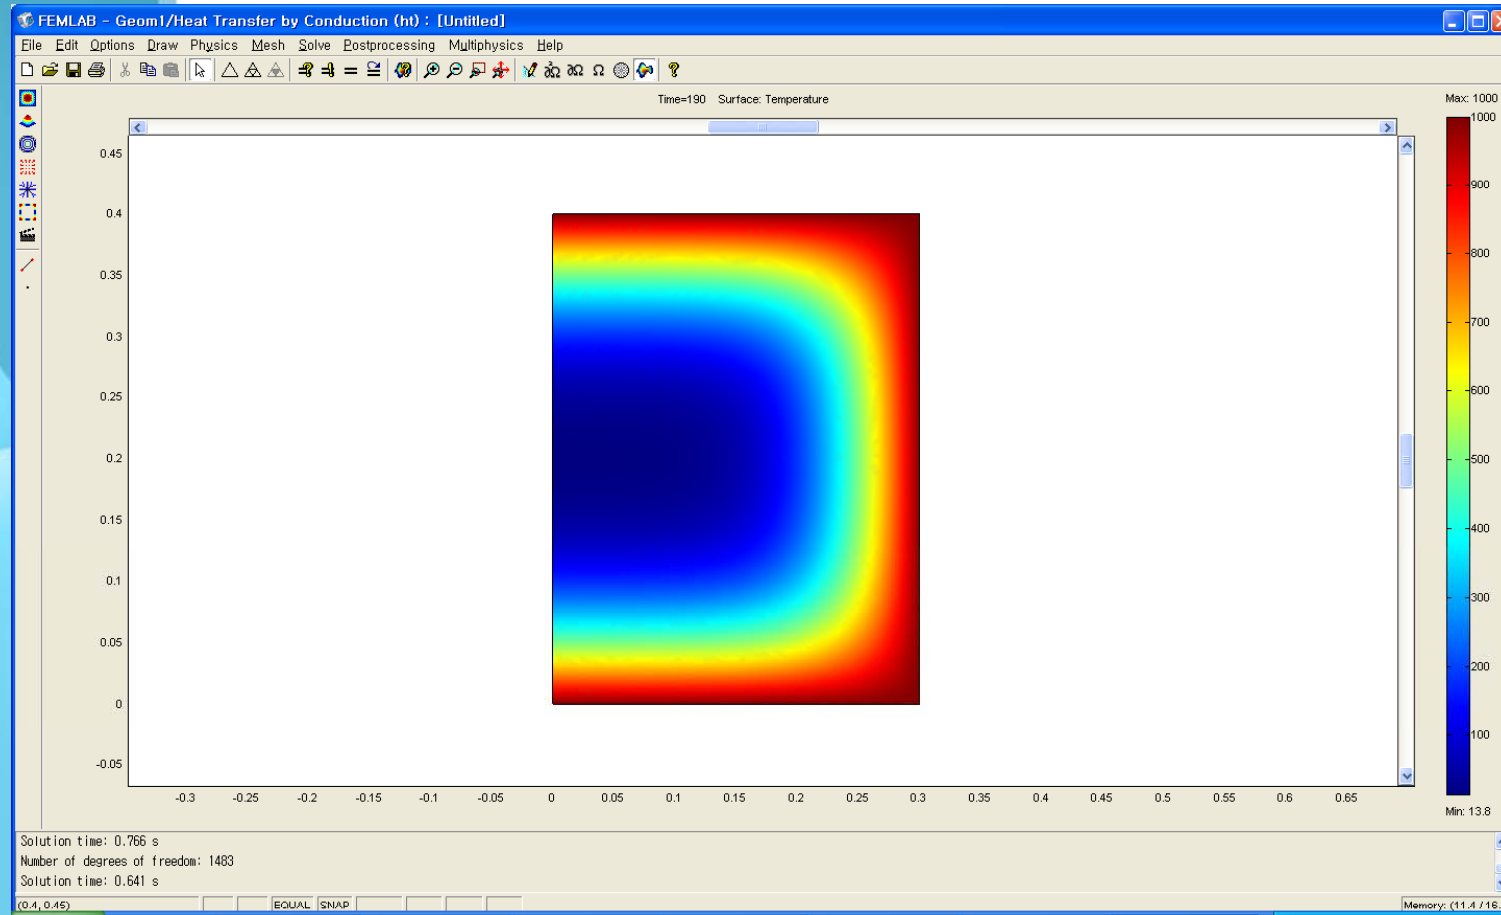 FEMLAB - Geom1/Heat Transfer by Conduction (ht) : [Untitled]
File Edit Options Draw Physics Mesh Solve Postprocessing Multiphysics Help
Time=190 Surface: Temperature
Max: 1000
0.45
0.4
0.35
0.3
0.25
0.2
0.15
0.1
0.05
0
-0.05
-0.3 -0.25 -0.2 -0.15 -0.1 -0.05 0 0.05 0.1 0.15 0.2 0.25 0.3 0.35 0.4 0.45 0.5 0.55 0.6 0.65
1000
900
800
700
600
500
400
300
200
100
Min: 13.8
Solution time: 0.766 s
Number of degrees of freedom: 1483
Solution time: 0.641 s
(0.4, 0.45) EQUAL SNAP Memory: (11.4 / 16.